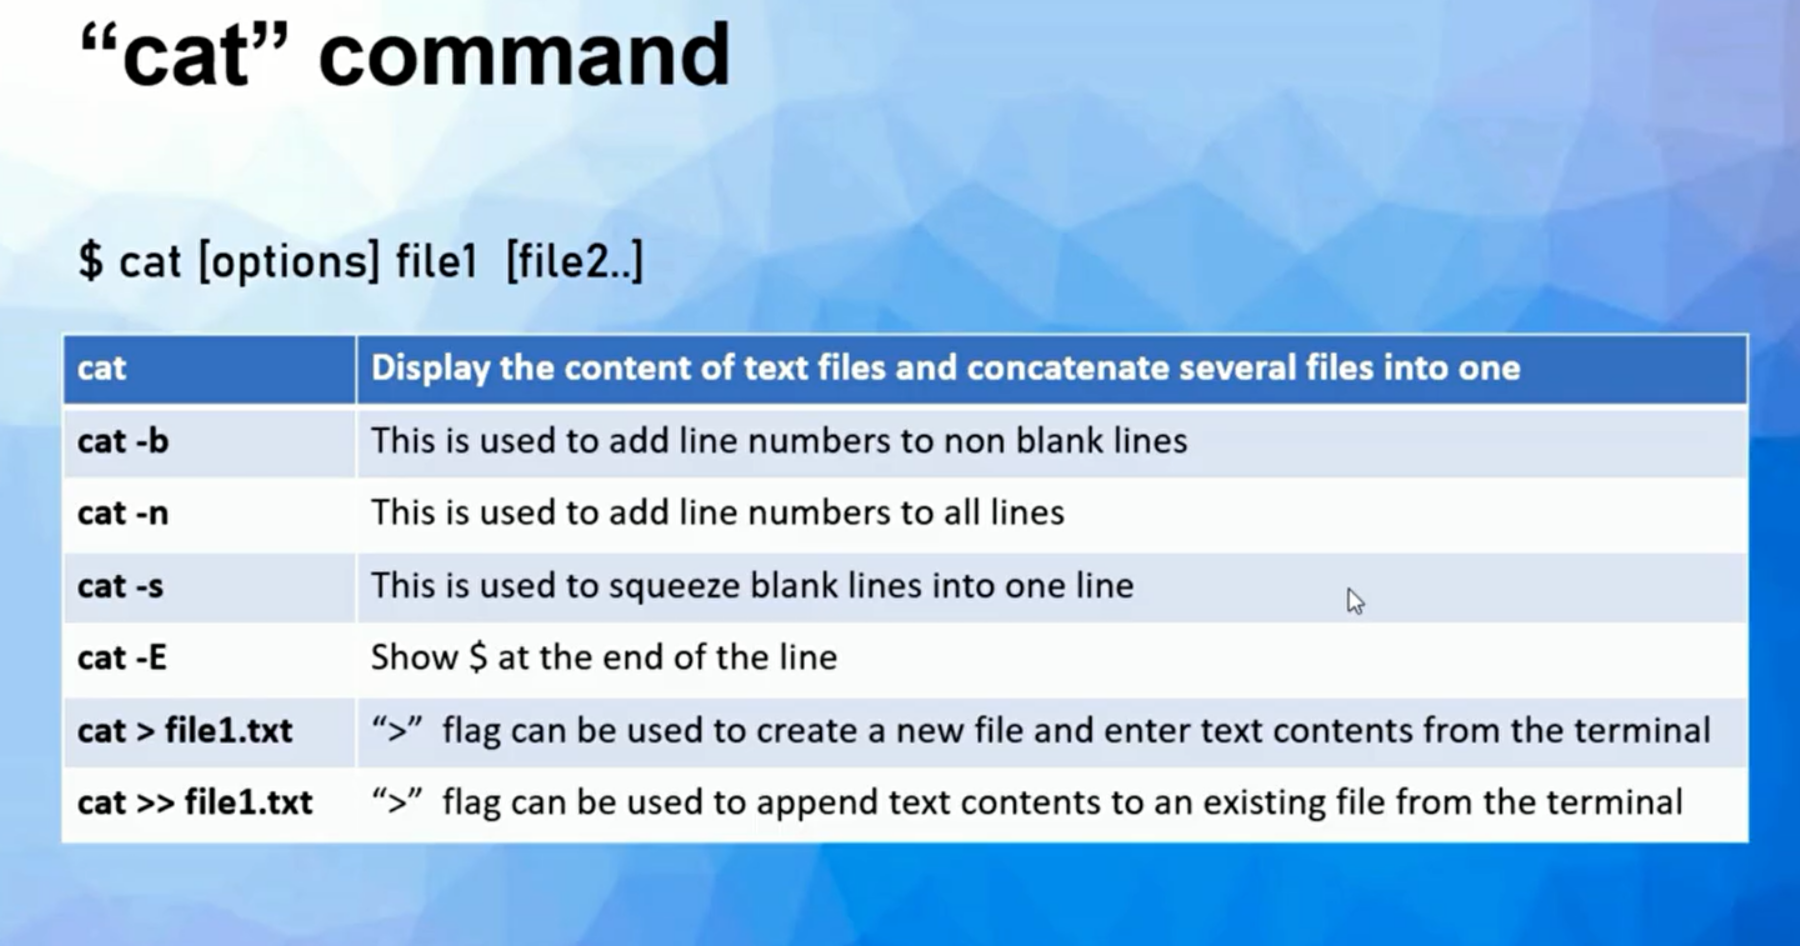 “cat” command
$ cat [options] file1 [file2..]
cat Display the content of text files and concatenate several files into one
cat -b This is used to add line numbers to non blank lines
cat -n This is used to add line numbers to all lines
cat -s This is used to squeeze blank lines into one line
cat -E Show $ at the end of the line
cat > file1.txt “>” flag can be used to create a new file and enter text contents from the terminal
cat >> file1.txt “>” flag can be used to append text contents to an existing file from the terminal